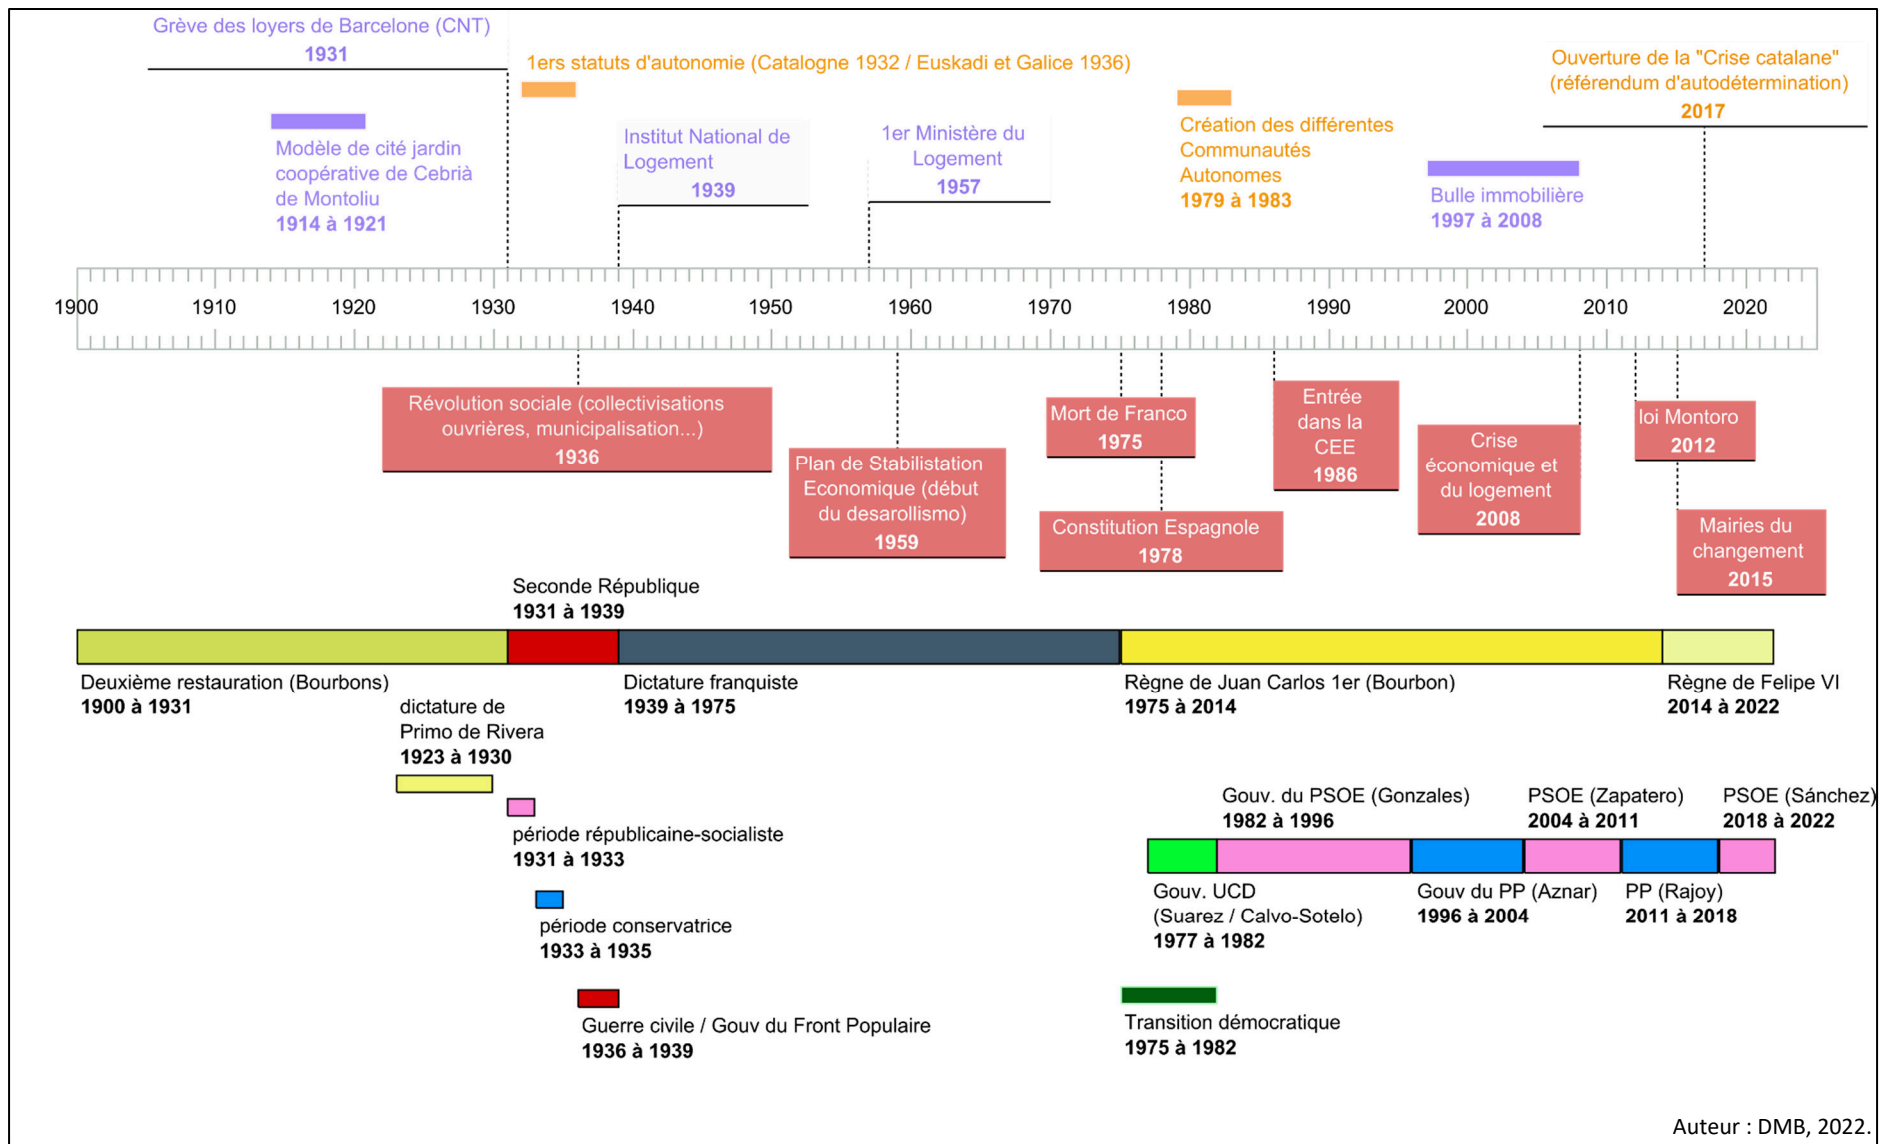 Grève des loyers de Barcelone (CNT)
1931
1ers statuts d'autonomie (Catalogne 1932 / Euskadi et Galice 1936)
Ouverture de la "Crise catalane"
(référendum d'autodétermination)
2017
Modèle de cité jardin
coopérative de Cebrià
de Montoliu
1914 à 1921
Institut National de
Logement
1939
1er Ministère du
Logement
1957
Création des différentes
Communautés
Autonomes
1979 à 1983
Bulle immobilière
1997 à 2008
1900 1910 1920 1930 1940 1950 1960 1970 1980 1990 2000 2010 2020
Révolution sociale (collectivisations
ouvrières, municipalisation...)
1936
Plan de Stabilistation
Economique (début
du desarollismo)
1959
Mort de Franco
1975
Constitution Espagnole
1978
Entrée
dans la
CEE
1986
Crise
économique et
du logement
2008
loi Montoro
2012
Mairies du
changement
2015
Seconde République
1931 à 1939
Deuxième restauration (Bourbons)
1900 à 1931
Dictature franquiste
1939 à 1975
Règne de Juan Carlos 1er (Bourbon)
1975 à 2014
Règne de Felipe VI
2014 à 2022
dictature de
Primo de Rivera
1923 à 1930
période républicaine-socialiste
1931 à 1933
période conservatrice
1933 à 1935
Guerre civile / Gouv du Front Populaire
1936 à 1939
Gouv. du PSOE (Gonzales)
1982 à 1996
PSOE (Zapatero)
2004 à 2011
PSOE (Sánchez)
2018 à 2022
Gouv. UCD
(Suarez / Calvo-Sotelo)
1977 à 1982
Gouv du PP (Aznar)
1996 à 2004
PP (Rajoy)
2011 à 2018
Transition démocratique
1975 à 1982
Auteur : DMB, 2022.